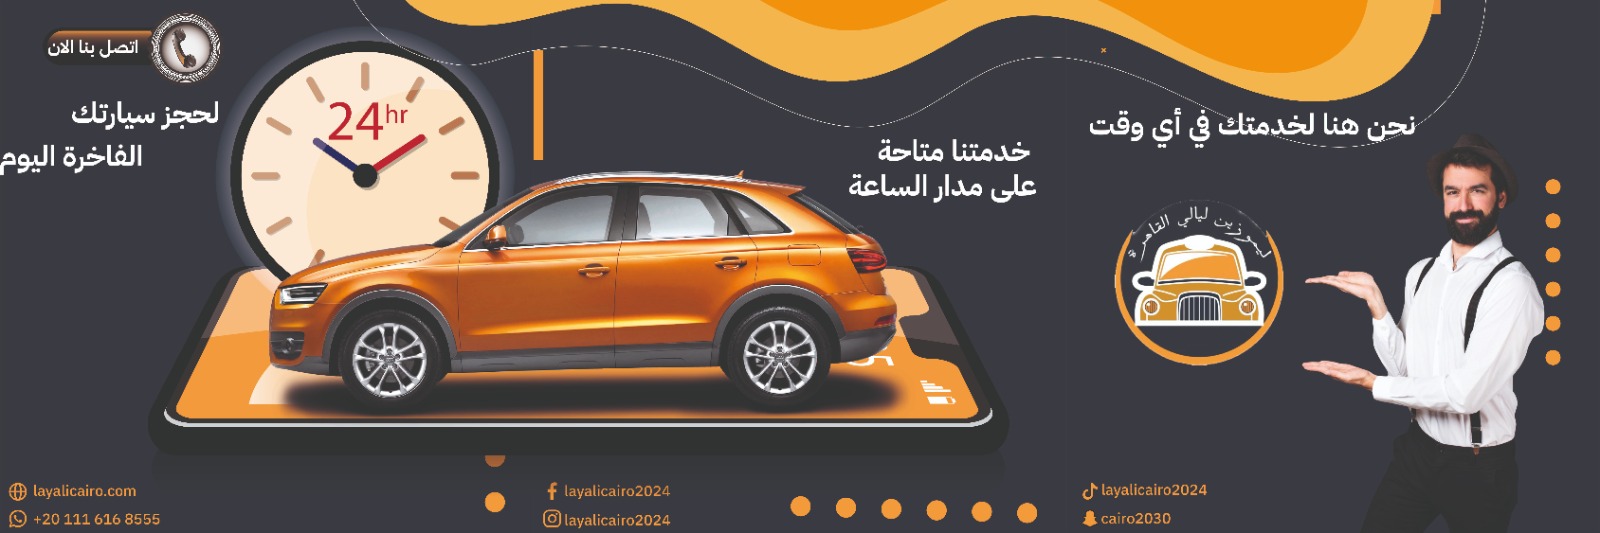 اتصل بنا الان
لحجز سيارتك
الفاخرة اليوم
24hr
خدمتنا متاحة
على مدار الساعة
نحن هنا لخدمتك في أي وقت
ليموزين ليالي القاهرة
layalicairo.com
+20 111 616 8555
layalicairo2024
layalicairo2024
layalicairo2024
cairo2030